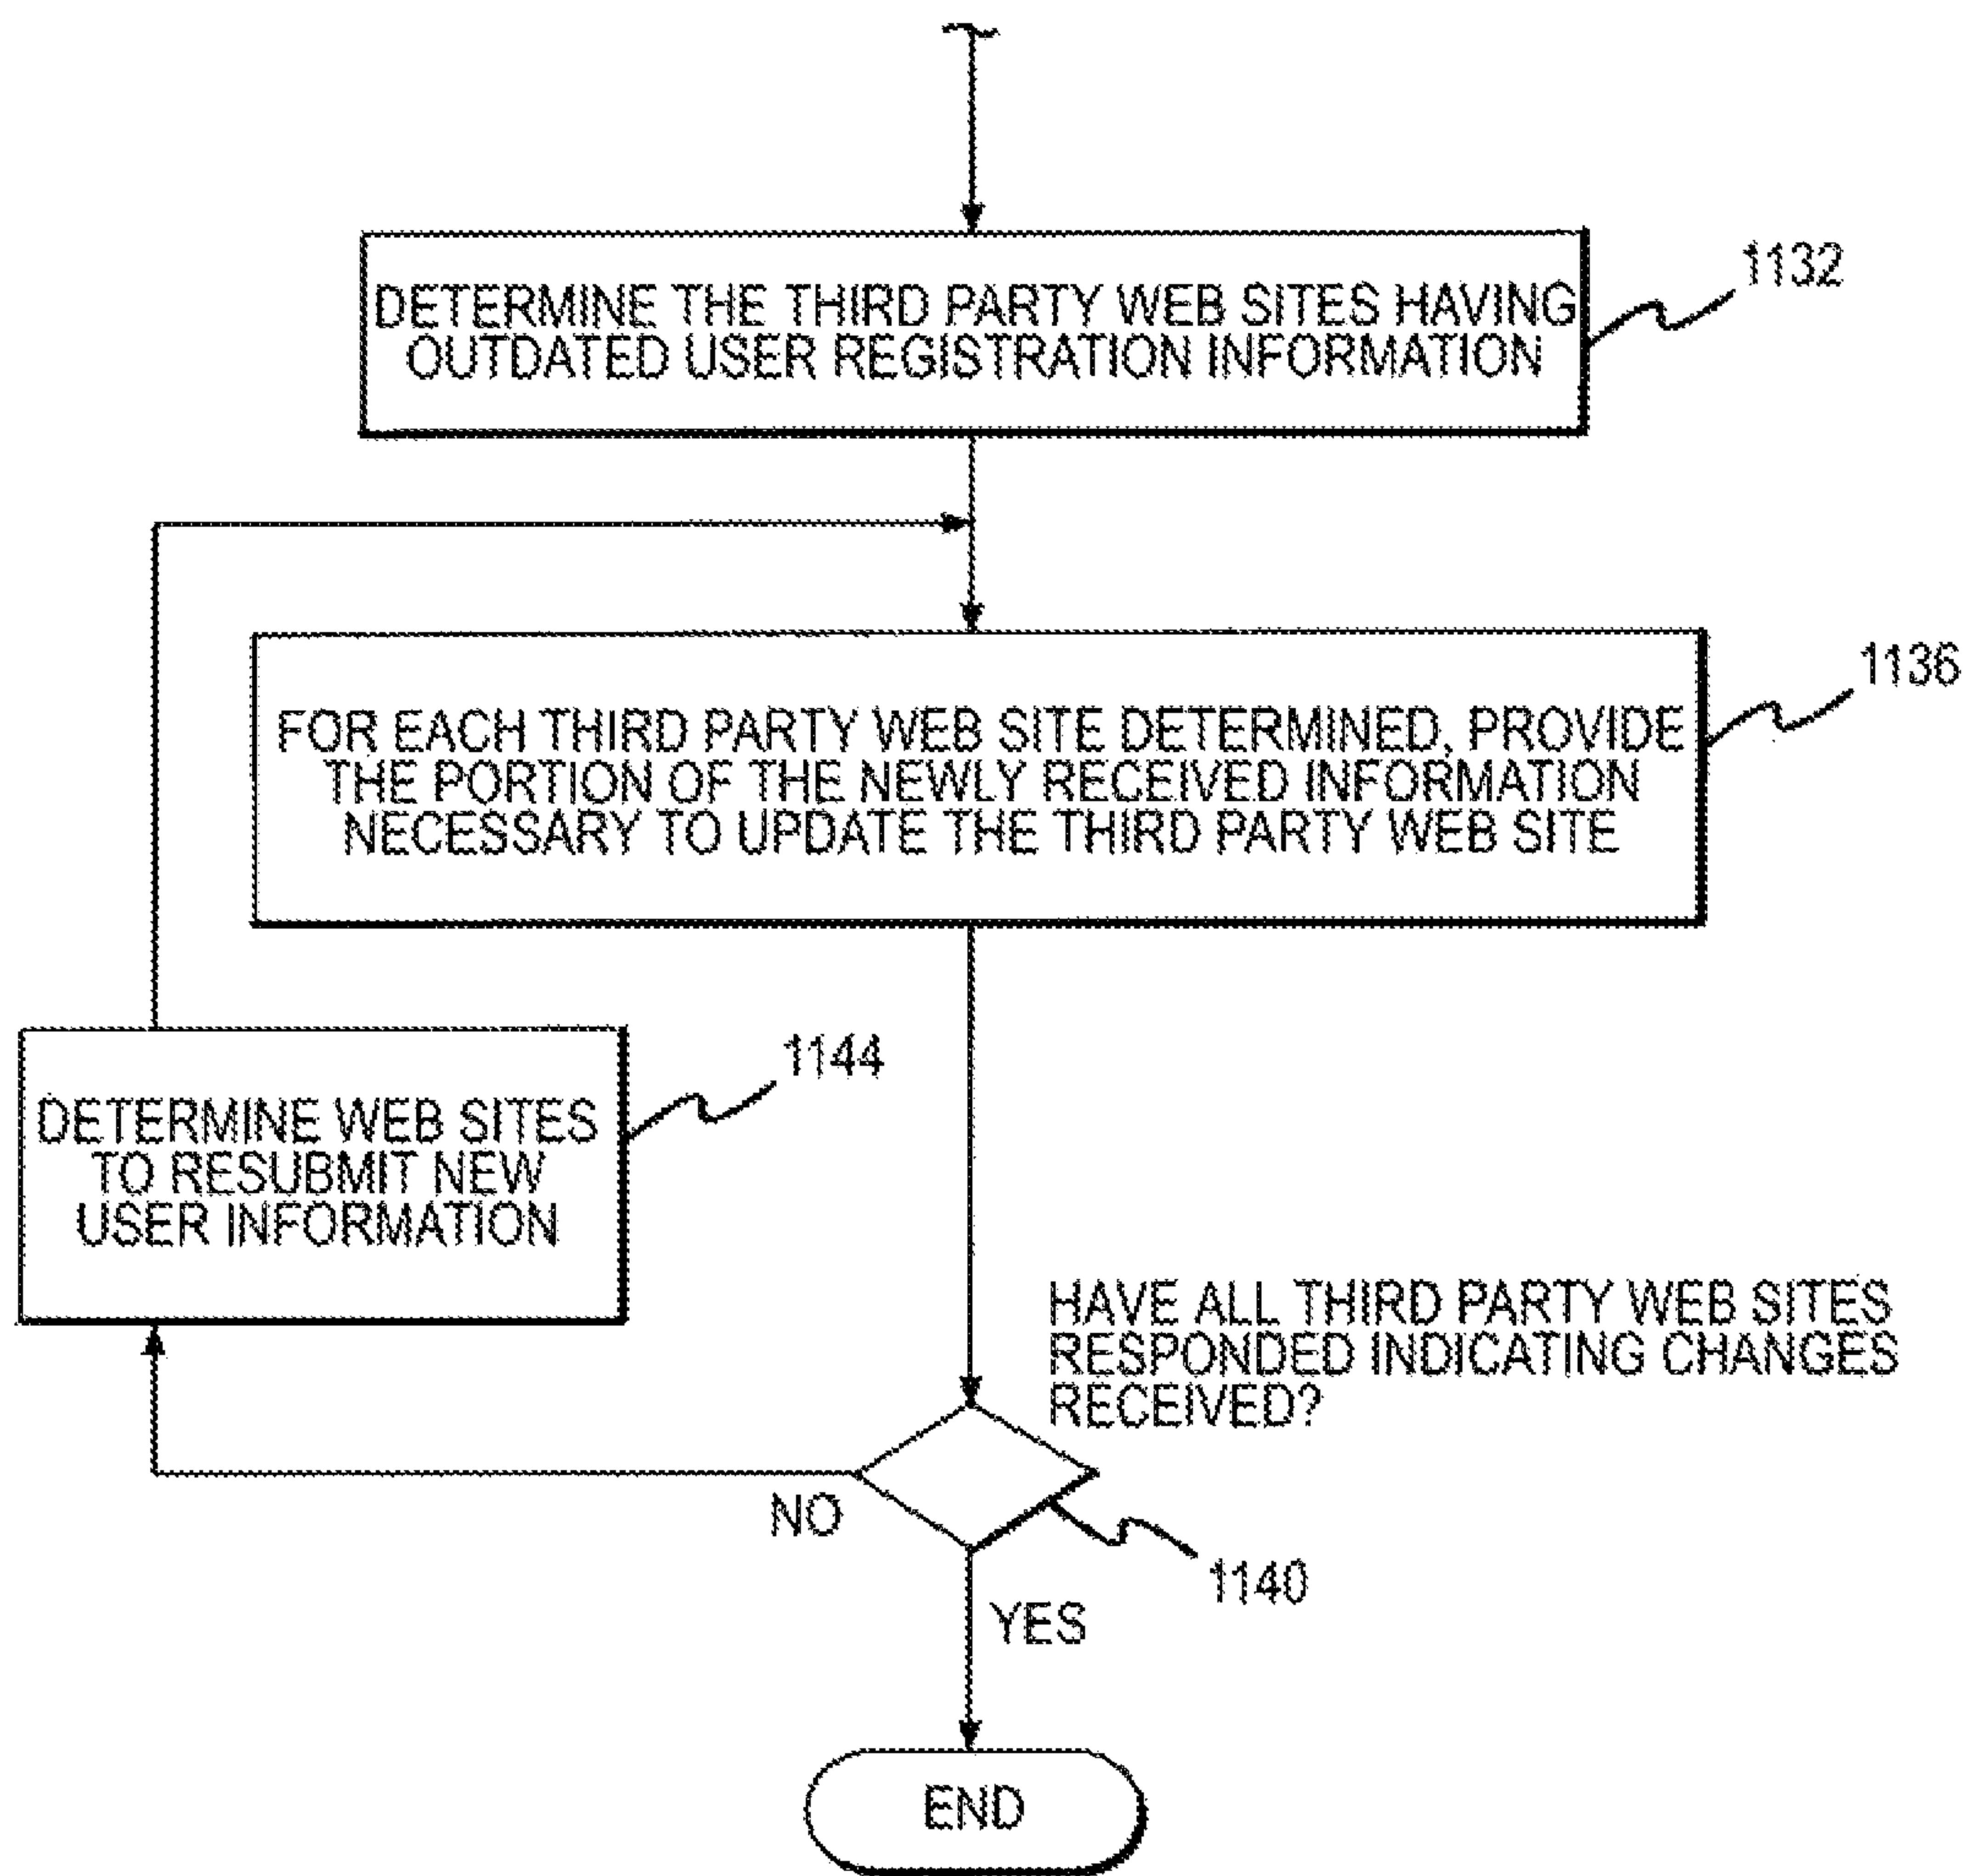 1132
DETERMINE THE THIRD PARTY WEB SITES HAVING
OUTDATED USER REGISTRATION INFORMATION
1136
FOR EACH THIRD PARTY WEB SITE DETERMINED, PROVIDE
THE PORTION OF THE NEWLY RECEIVED INFORMATION
NECESSARY TO UPDATE THE THIRD PARTY WEB SITE
1144
DETERMINE WEB SITES
TO RESUBMIT NEW
USER INFORMATION
HAVE ALL THIRD PARTY WEB SITES
RESPONDED INDICATING CHANGES
RECEIVED?
NO
1140
YES
END